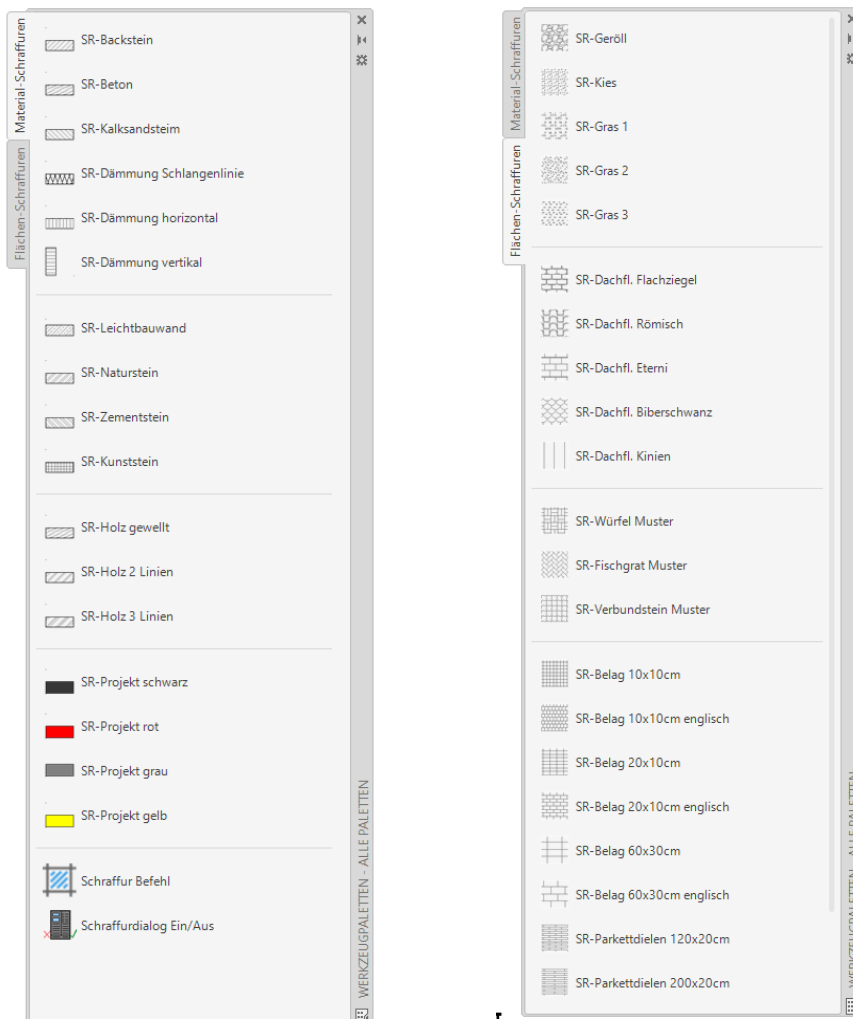 Material-Schraffuren
Flächen-Schraffuren
SR-Backstein
SR-Beton
SR-Kalksandsteim
SR-Dämmung Schlangenlinie
SR-Dämmung horizontal
SR-Dämmung vertikal
SR-Leichtbauwand
SR-Naturstein
SR-Zementstein
SR-Kunststein
SR-Holz gewellt
SR-Holz 2 Linien
SR-Holz 3 Linien
SR-Projekt schwarz
SR-Projekt rot
SR-Projekt grau
SR-Projekt gelb
Schraffur Befehl
Schraffurdialog Ein/Aus
WERKZEUGPALETTEN - ALLE PALETTEN
Material-Schraffuren
Flächen-Schraffuren
SR-Geröll
SR-Kies
SR-Gras 1
SR-Gras 2
SR-Gras 3
SR-Dachfl. Flachziegel
SR-Dachfl. Römisch
SR-Dachfl. Eterni
SR-Dachfl. Biberschwanz
SR-Dachfl. Kinien
SR-Würfel Muster
SR-Fischgrat Muster
SR-Verbundstein Muster
SR-Belag 10x10cm
SR-Belag 10x10cm englisch
SR-Belag 20x10cm
SR-Belag 20x10cm englisch
SR-Belag 60x30cm
SR-Belag 60x30cm englisch
SR-Parkettdielen 120x20cm
SR-Parkettdielen 200x20cm
WERKZEUGPALETTEN - ALLE PALETTEN